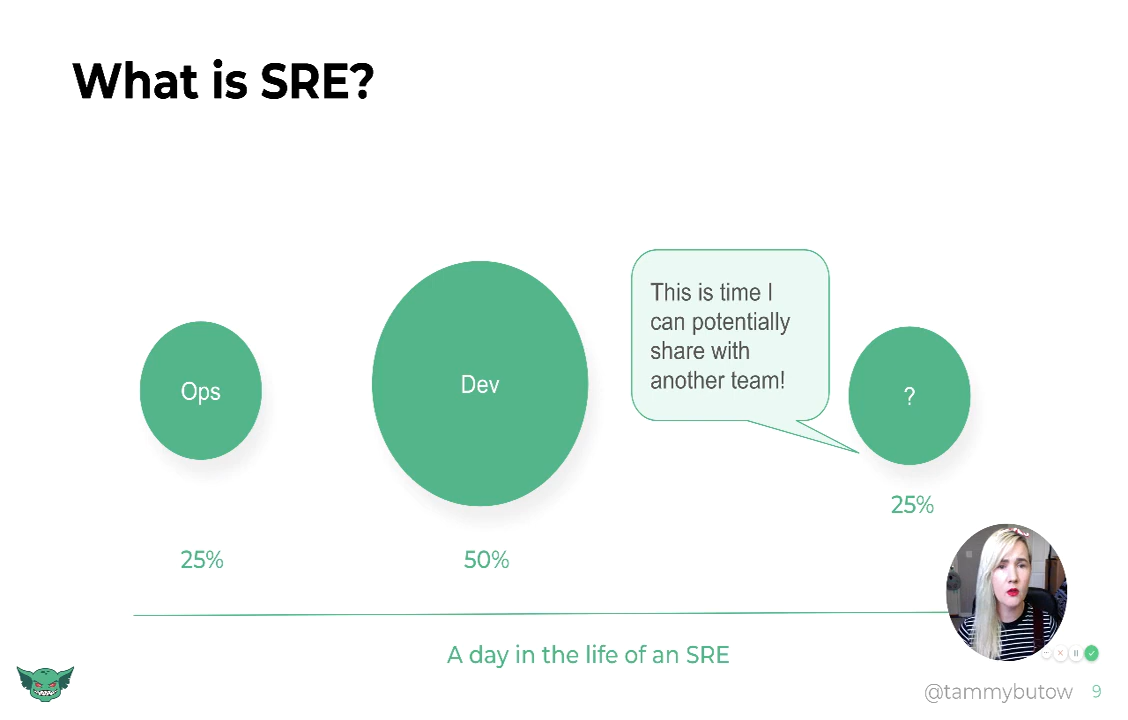 What is SRE?
Ops
Dev
This is time I
can potentially
share with
another team!
?
25%
50%
25%
A day in the life of an SRE
@tammybutow
9